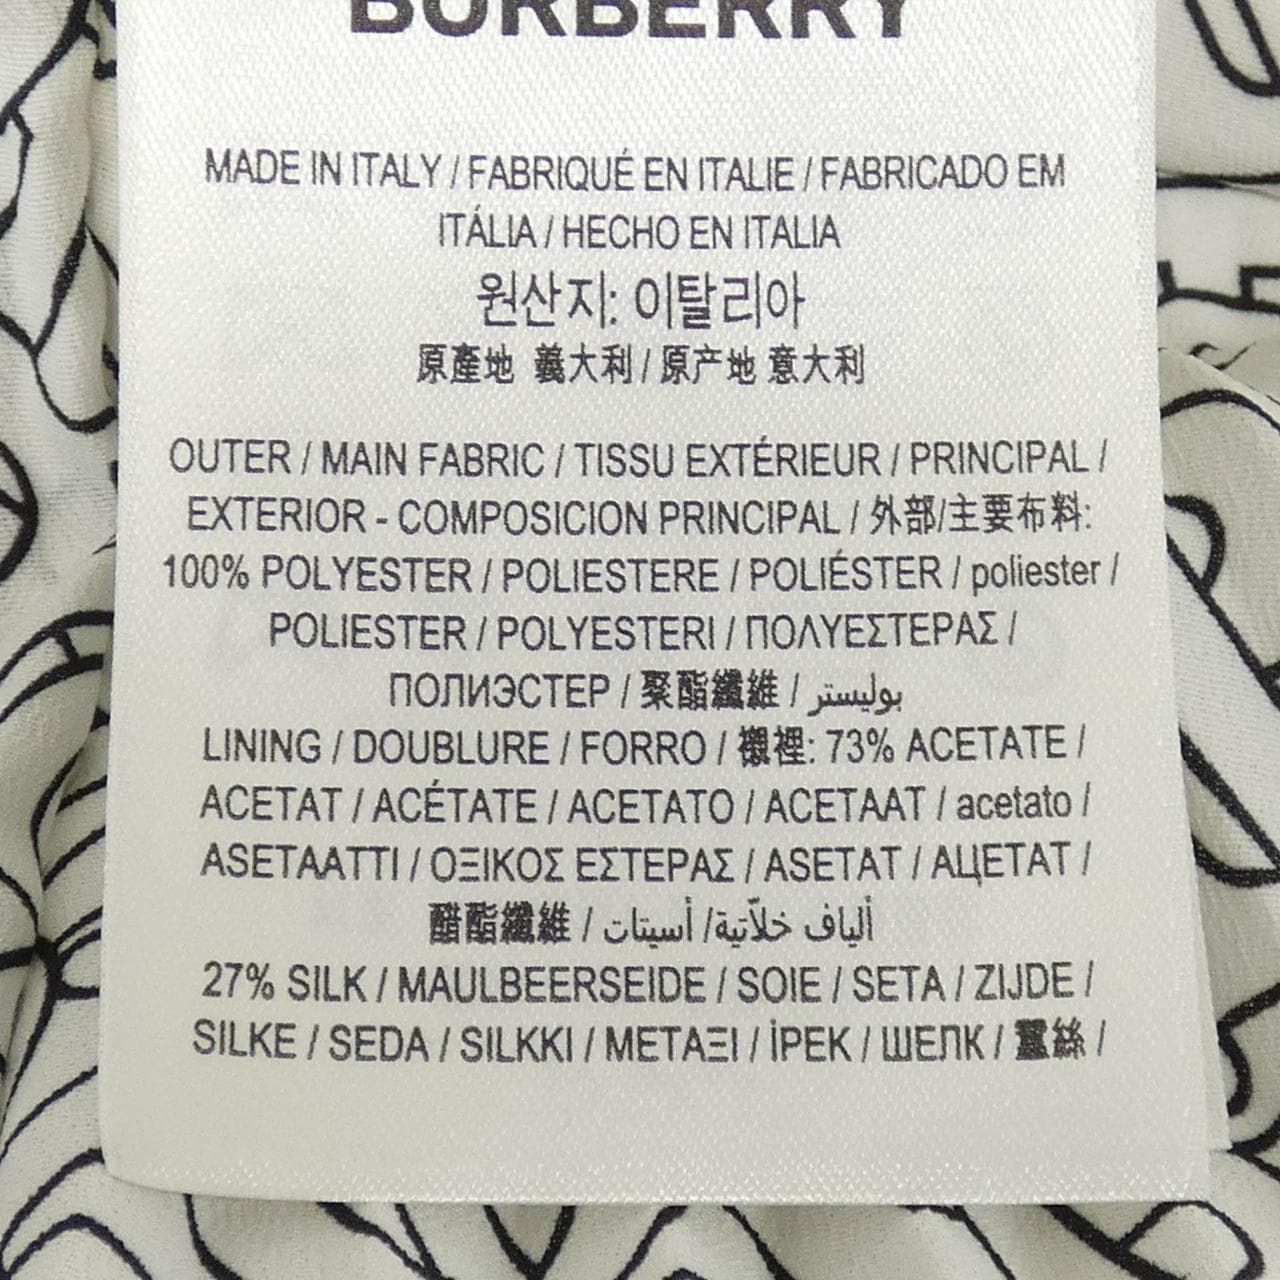 BURBERRY
MADE IN ITALY / FABRIQUÉ EN ITALIE / FABRICADO EM
ITÁLIA / HECHO EN ITALIA
원산지: 이탈리아
原產地 義大利 / 原产地 意大利
OUTER / MAIN FABRIC / TISSU EXTÉRIEUR / PRINCIPAL /
EXTERIOR - COMPOSICION PRINCIPAL / 外部/主要布料:
100% POLYESTER / POLIESTERE / POLIÉSTER / poliester /
POLIESTER / POLYESTERI / ΠΟΛΥΕΣΤΕΡΑΣ /
ПОЛИЭСТЕР / 聚酯纖維 / بوليستر
LINING / DOUBLURE / FORRO / 襯裡: 73% ACETATE /
ACETAT / ACÉTATE / ACETATO / ACETAAT / acetato /
ASETAATTI / ΟΞΙΚΟΣ ΕΣΤΕΡΑΣ / ASETAT / АЦЕТАТ /
醋酯纖維 / ألياف خلاّتية/ أسيتات
27% SILK / MAULBEERSEIDE / SOIE / SETA / ZIJDE /
SILKE / SEDA / SILKKI / ΜΕΤΑΞΙ / İPEK / ШЕЛК / 蠶絲 /